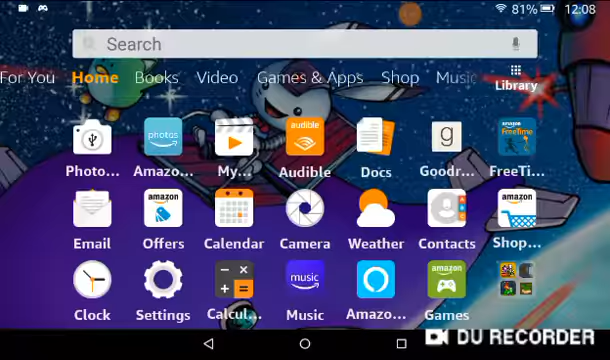 81% 12:08
Search
For You Home Books Video Games & Apps Shop Music Library
photos audible g amazon FreeTime
Photo... Amazo... My... Audible Docs Goodr... FreeTi...
amazon amazon
Email Offers Calendar Camera Weather Contacts Shop...
music amazon
Clock Settings Calcul... Music Amazo... Games
DU RECORDER